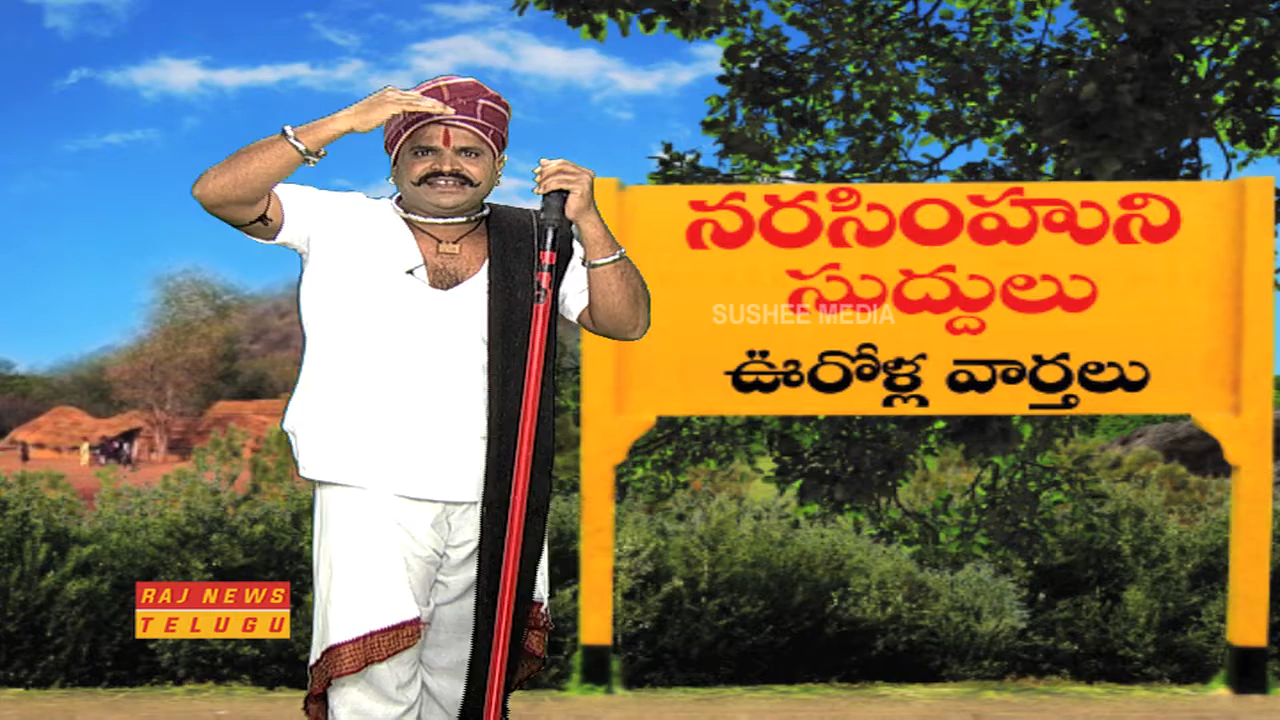 నరసింహుని
సుద్దులు
SUSHEE MEDIA
ఊరోళ్ల వార్తలు
RAJ NEWS
TELUGU